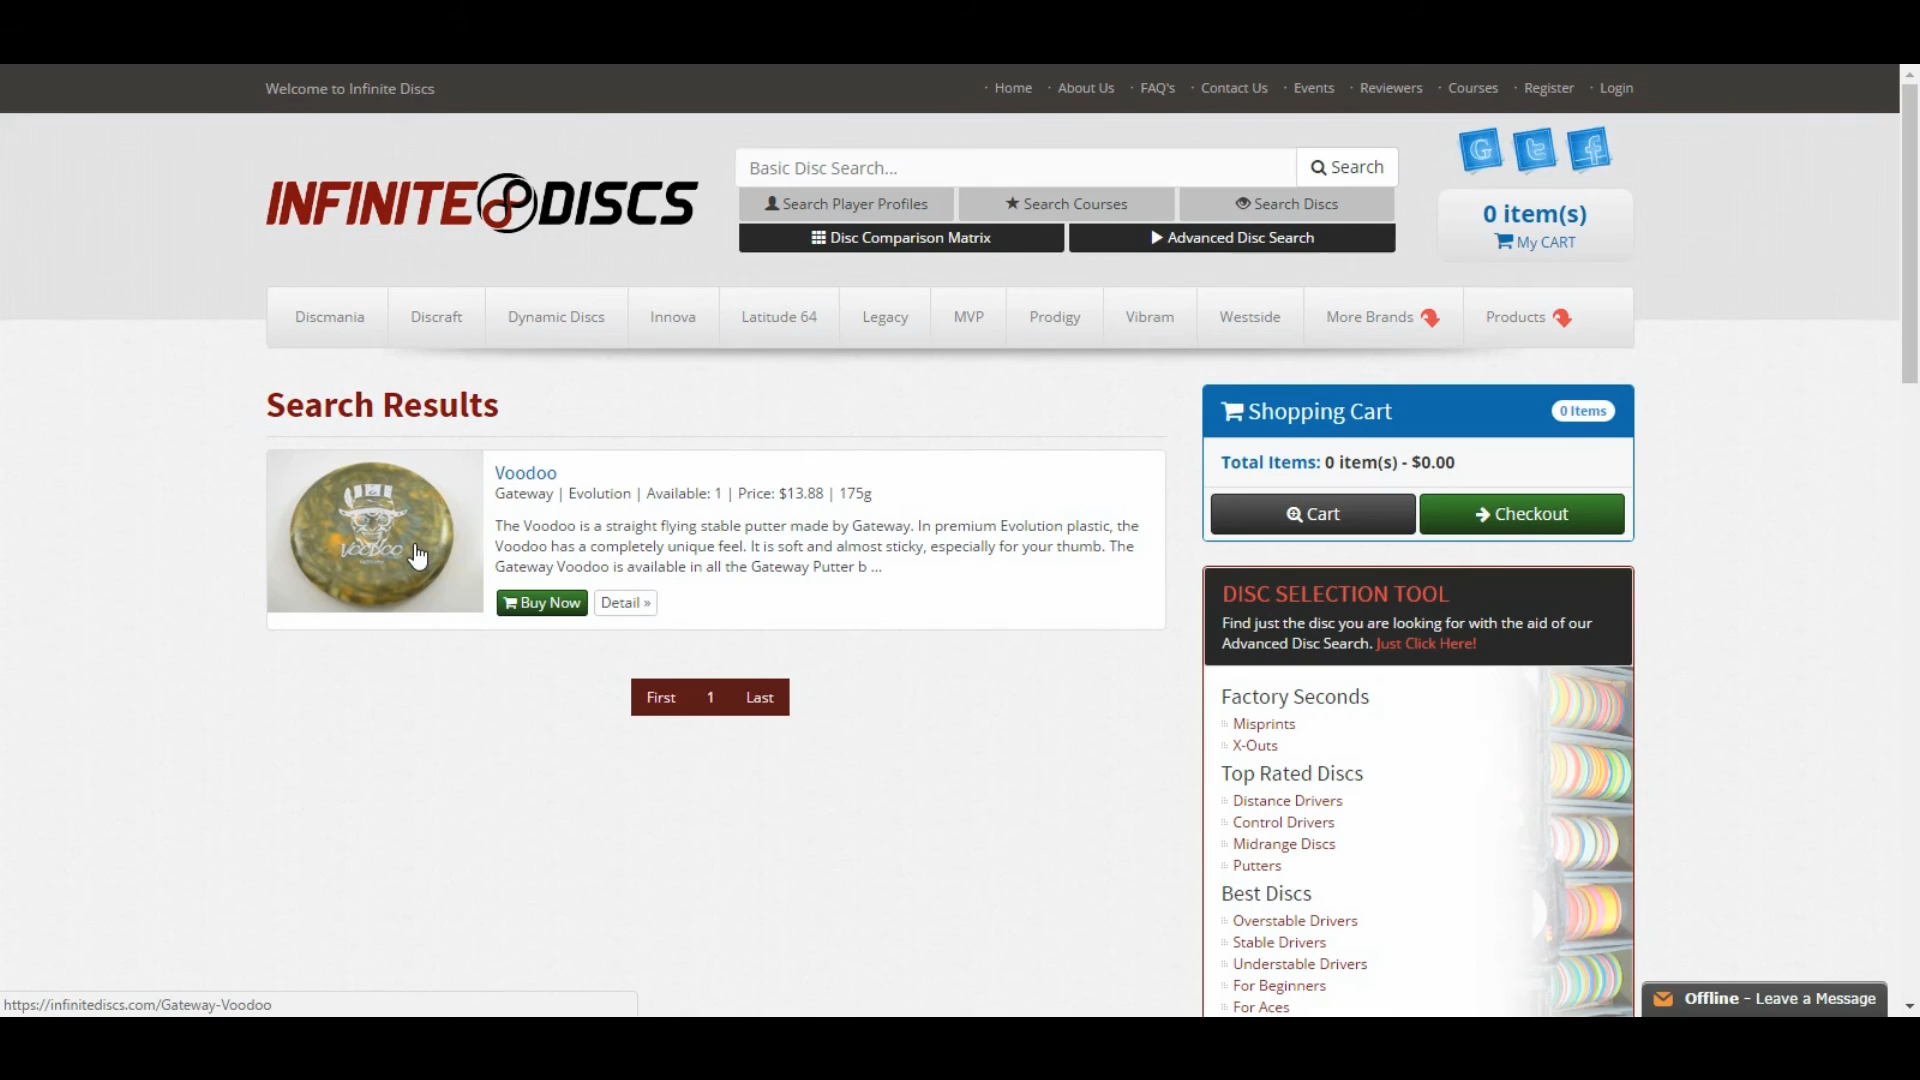 Welcome to Infinite Discs
· Home · About Us · FAQ's · Contact Us · Events · Reviewers · Courses · Register · Login
INFINITE DISCS
Basic Disc Search...
Search
Search Player Profiles
Search Courses
Search Discs
Disc Comparison Matrix
Advanced Disc Search
G t f
0 item(s)
My CART
Discmania Discraft Dynamic Discs Innova Latitude 64 Legacy MVP Prodigy Vibram Westside More Brands Products
Search Results
VOODOO
Voodoo
Gateway | Evolution | Available: 1 | Price: $13.88 | 175g
The Voodoo is a straight flying stable putter made by Gateway. In premium Evolution plastic, the
Voodoo has a completely unique feel. It is soft and almost sticky, especially for your thumb. The
Gateway Voodoo is available in all the Gateway Putter b ...
Buy Now
Detail »
First 1 Last
Shopping Cart
0 Items
Total Items: 0 item(s) - $0.00
Cart
Checkout
DISC SELECTION TOOL
Find just the disc you are looking for with the aid of our
Advanced Disc Search. Just Click Here!
Factory Seconds
Misprints
X-Outs
Top Rated Discs
Distance Drivers
Control Drivers
Midrange Discs
Putters
Best Discs
Overstable Drivers
Stable Drivers
Understable Drivers
For Beginners
For Aces
https://infinitediscs.com/Gateway-Voodoo
Offline - Leave a Message